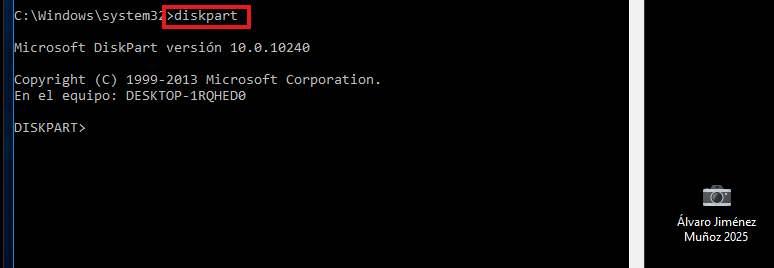 C:\Windows\system32>diskpart
Microsoft DiskPart versión 10.0.10240
Copyright (C) 1999-2013 Microsoft Corporation.
En el equipo: DESKTOP-1RQHED0
DISKPART>
Álvaro Jiménez
Muñoz 2025